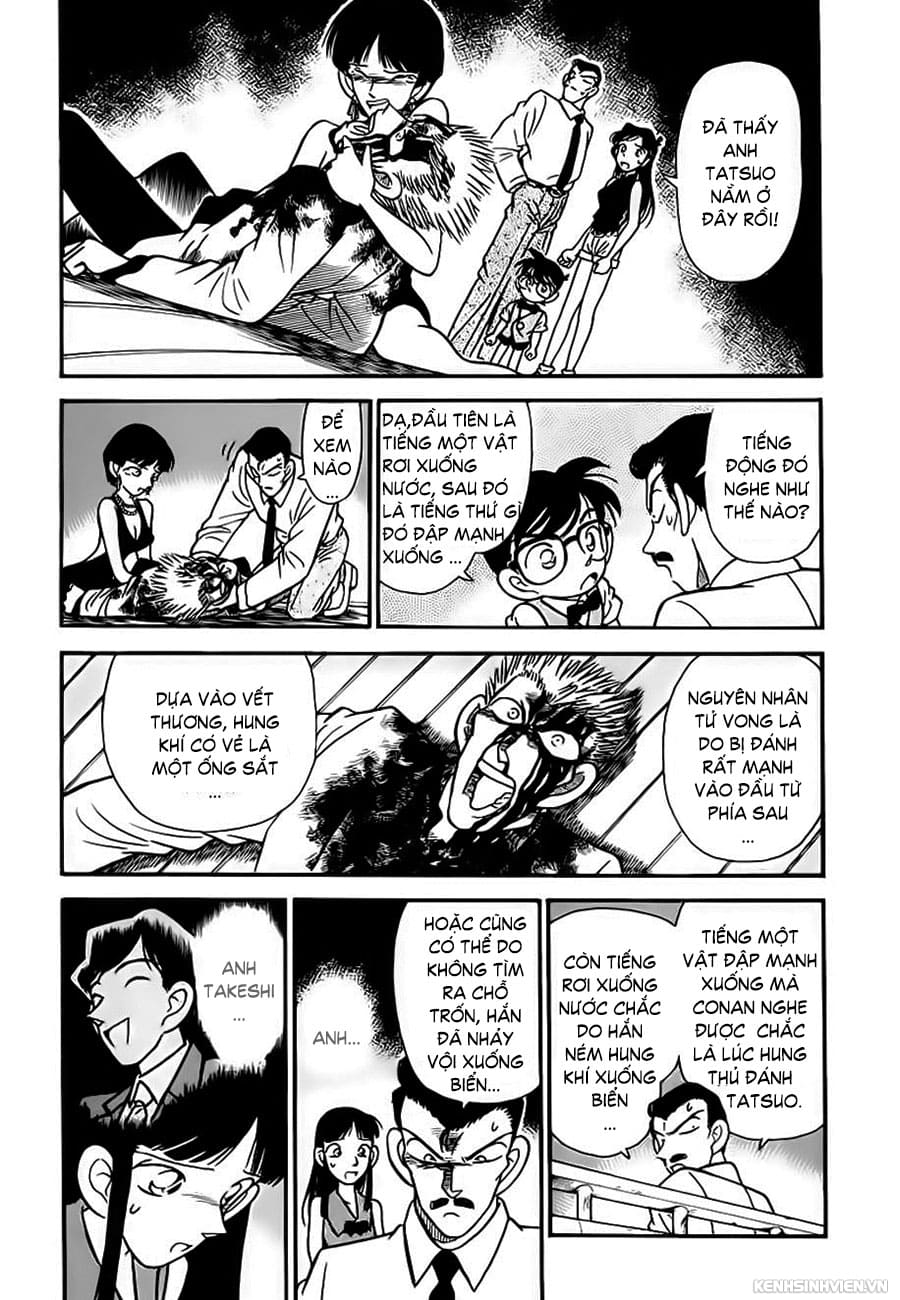 ĐÃ THẤY
ANH
TATSUO
NẰM Ở
ĐÂY RỒI!
TIẾNG
ĐỘNG ĐÓ
NGHE NHƯ
THẾ NÀO?
DẠ,ĐẦU TIÊN LÀ
TIẾNG MỘT VẬT
RƠI XUỐNG
NƯỚC, SAU ĐÓ
LÀ TIẾNG THỨ GÌ
ĐÓ ĐẬP MẠNH
XUỐNG ...
ĐỂ
XEM
NÀO
...
NGUYÊN NHÂN
TỬ VONG LÀ
DO BỊ ĐÁNH
RẤT MẠNH
VÀO ĐẦU TỪ
PHÍA SAU
...
DỰA VÀO VẾT
THƯƠNG, HUNG
KHÍ CÓ VẺ LÀ
MỘT ỐNG SẮT
...
TIẾNG MỘT
VẬT ĐẬP MẠNH
XUỐNG MÀ
CONAN NGHE
ĐƯỢC CHẮC
LÀ LÚC HUNG
THỦ ĐÁNH
TATSUO.
CÒN TIẾNG
RƠI XUỐNG
NƯỚC CHẮC
DO HẮN
NÉM HUNG
KHÍ XUỐNG
BIỂN
...
HOẶC CŨNG
CÓ THỂ DO
KHÔNG TÌM
RA CHỖ
TRỐN, HẮN
ĐÃ NHẢY
VỘI XUỐNG
BIỂN...
ANH...
ANH
TAKESHI
...
KENHSINHVIEN.VN